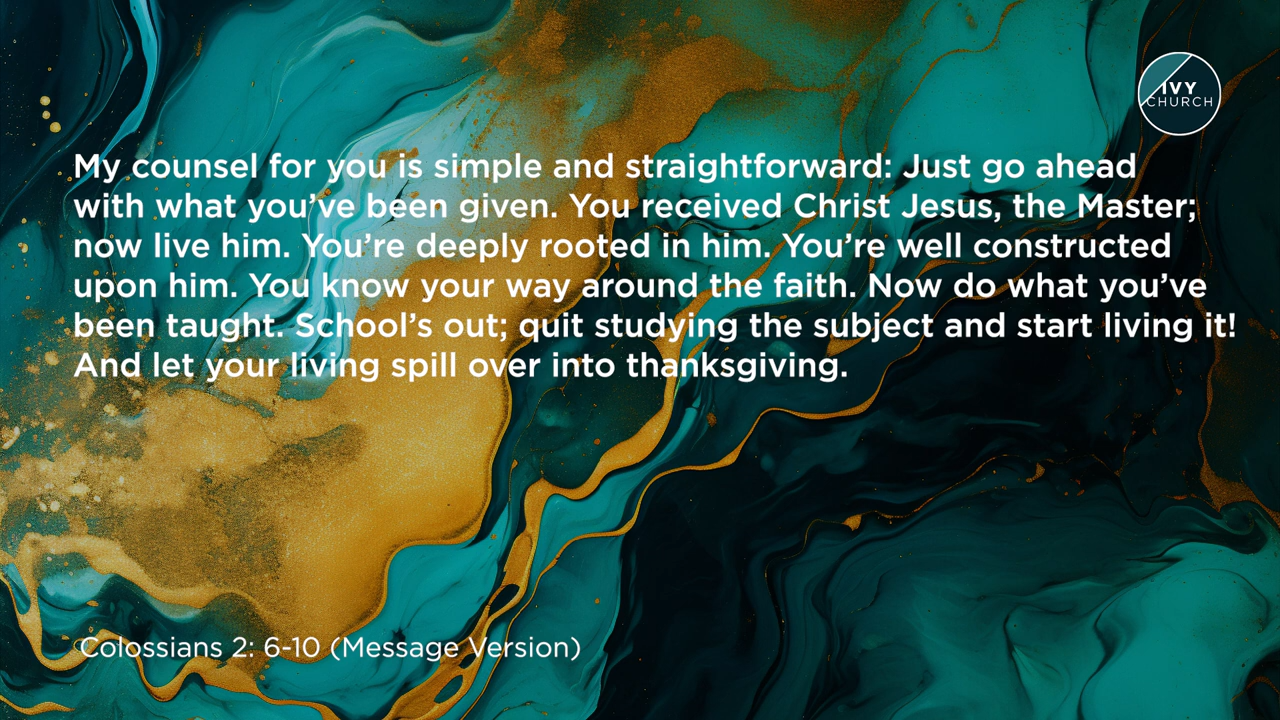 IVY
CHURCH
My counsel for you is simple and straightforward: Just go ahead
with what you’ve been given. You received Christ Jesus, the Master;
now live him. You’re deeply rooted in him. You’re well constructed
upon him. You know your way around the faith. Now do what you’ve
been taught. School’s out; quit studying the subject and start living it!
And let your living spill over into thanksgiving.
Colossians 2: 6-10 (Message Version)